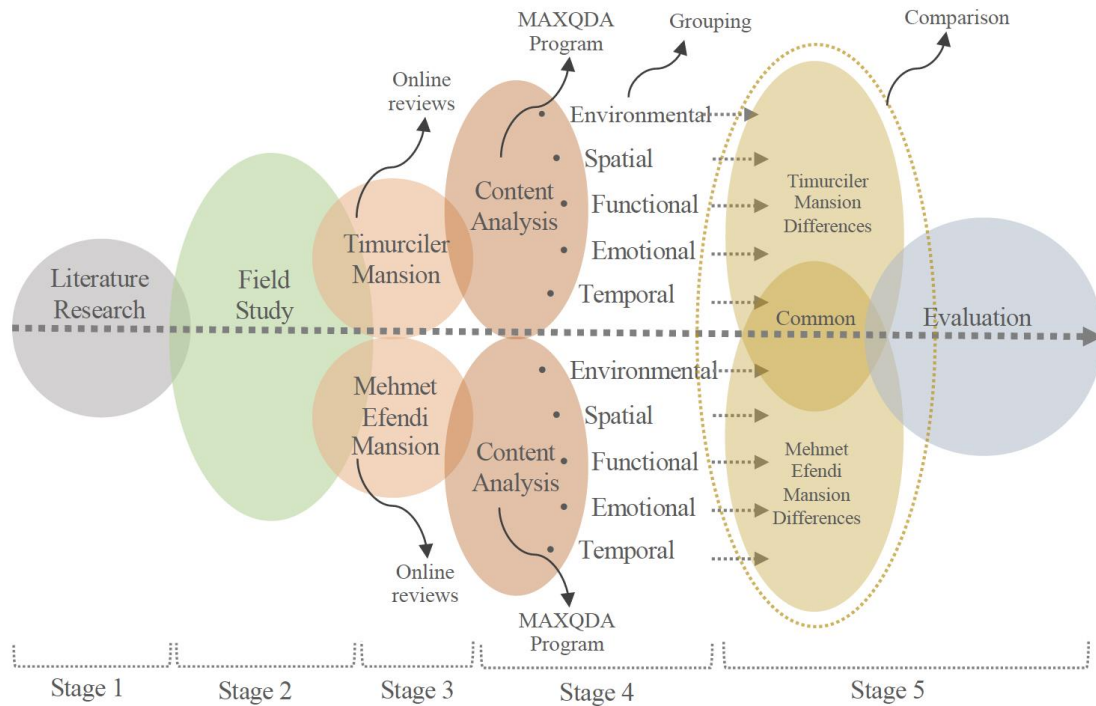 MAXQDA
Program
Grouping
Comparison
Online
reviews
Environmental
Spatial
Content
Analysis
Functional
Timurciler
Mansion
Differences
Timurciler
Mansion
Emotional
Literature
Research
Field
Study
Temporal
Common
Evaluation
Mehmet
Efendi
Mansion
Environmental
Spatial
Content
Analysis
Functional
Mehmet
Efendi
Mansion
Differences
Emotional
Temporal
Online
reviews
MAXQDA
Program
Stage 1
Stage 2
Stage 3
Stage 4
Stage 5